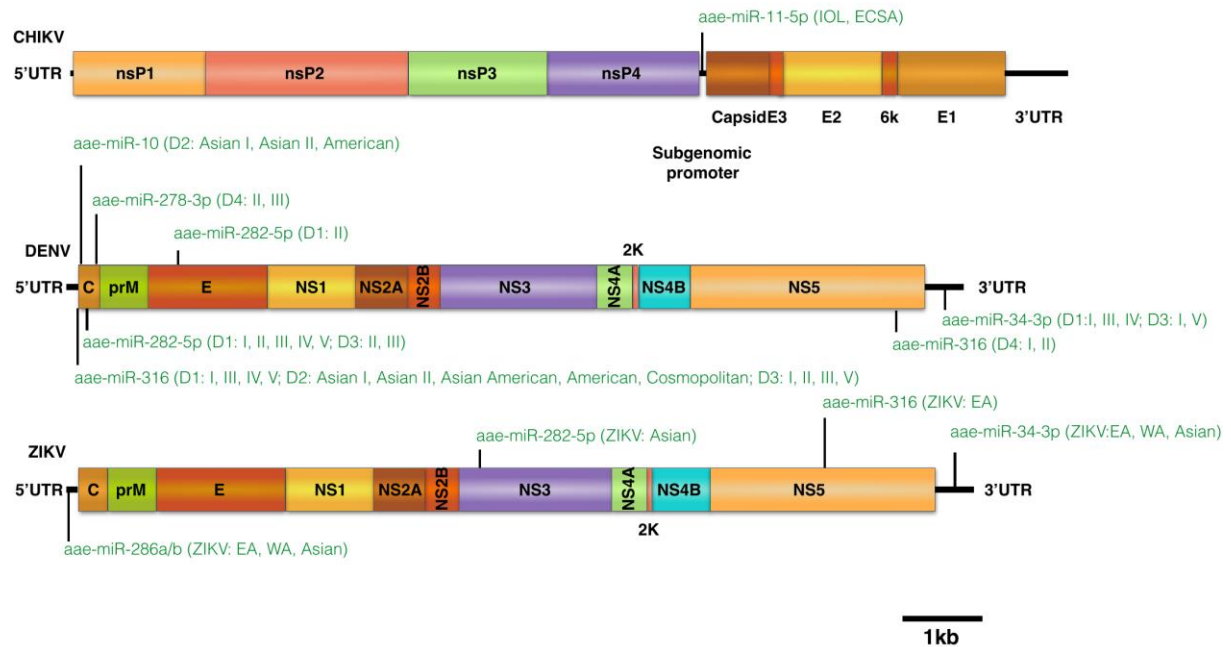 aae-miR-11-5p (IOL, ECSA)
CHIKV
5’UTR nsP1 nsP2 nsP3 nsP4
CapsidE3 E2 6k E1 3’UTR
Subgenomic
promoter
aae-miR-10 (D2: Asian I, Asian II, American)
aae-miR-278-3p (D4: II, III)
aae-miR-282-5p (D1: II)
DENV
2K
5’UTR C prM E NS1 NS2A NS2B NS3 NS4A NS4B NS5 3’UTR
aae-miR-34-3p (D1:I, III, IV; D3: I, V)
aae-miR-282-5p (D1: I, II, III, IV, V; D3: II, III)
aae-miR-316 (D4: I, II)
aae-miR-316 (D1: I, III, IV, V; D2: Asian I, Asian II, Asian American, American, Cosmopolitan; D3: I, II, III, V)
aae-miR-316 (ZIKV: EA)
aae-miR-282-5p (ZIKV: Asian)
aae-miR-34-3p (ZIKV:EA, WA, Asian)
ZIKV
5’UTR C prM E NS1 NS2A NS2B NS3 NS4A NS4B NS5 3’UTR
2K
aae-miR-286a/b (ZIKV: EA, WA, Asian)
1kb